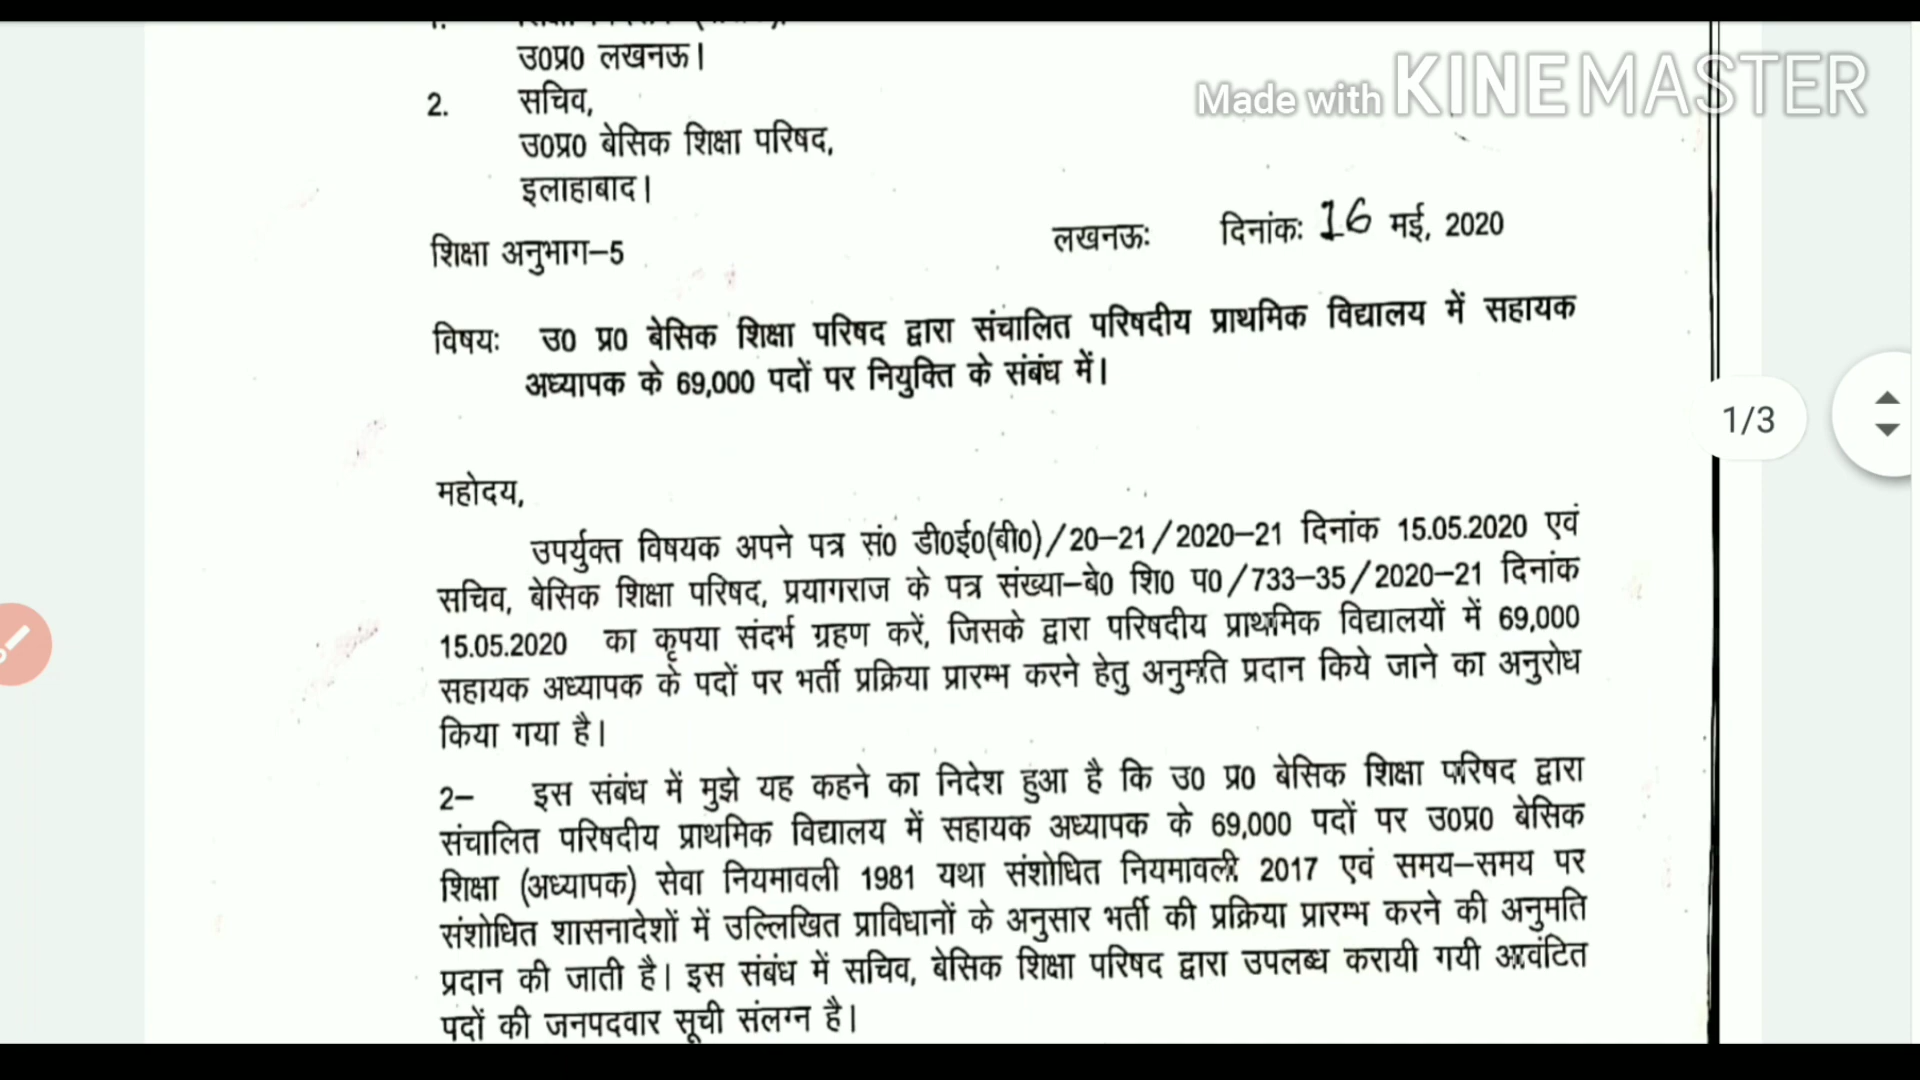 1.
उ0प्र0 लखनऊ।
Made with KINEMASTER
2. सचिव,
उ0प्र0 बेसिक शिक्षा परिषद,
इलाहाबाद।
शिक्षा अनुभाग–5 लखनऊः दिनांकः 16 मई, 2020
विषयः उ0 प्र0 बेसिक शिक्षा परिषद द्वारा संचालित परिषदीय प्राथमिक विद्यालय में सहायक
अध्यापक के 69,000 पदों पर नियुक्ति के संबंध में।
1/3
महोदय,
उपर्युक्त विषयक अपने पत्र सं0 डी0ई0(बी0)/20–21/2020–21 दिनांक 15.05.2020 एवं
सचिव, बेसिक शिक्षा परिषद, प्रयागराज के पत्र संख्या–बे0 शि0 प0/733–35/2020–21 दिनांक
15.05.2020 का कृपया संदर्भ ग्रहण करें, जिसके द्वारा परिषदीय प्राथमिक विद्यालयों में 69,000
सहायक अध्यापक के पदों पर भर्ती प्रक्रिया प्रारम्भ करने हेतु अनुमति प्रदान किये जाने का अनुरोध
किया गया है।
2– इस संबंध में मुझे यह कहने का निदेश हुआ है कि उ0 प्र0 बेसिक शिक्षा परिषद द्वारा
संचालित परिषदीय प्राथमिक विद्यालय में सहायक अध्यापक के 69,000 पदों पर उ0प्र0 बेसिक
शिक्षा (अध्यापक) सेवा नियमावली 1981 यथा संशोधित नियमावली 2017 एवं समय–समय पर
संशोधित शासनादेशों में उल्लिखित प्राविधानों के अनुसार भर्ती की प्रक्रिया प्रारम्भ करने की अनुमति
प्रदान की जाती है। इस संबंध में सचिव, बेसिक शिक्षा परिषद द्वारा उपलब्ध करायी गयी आवंटित
पदों की जनपदवार सूची संलग्न है।